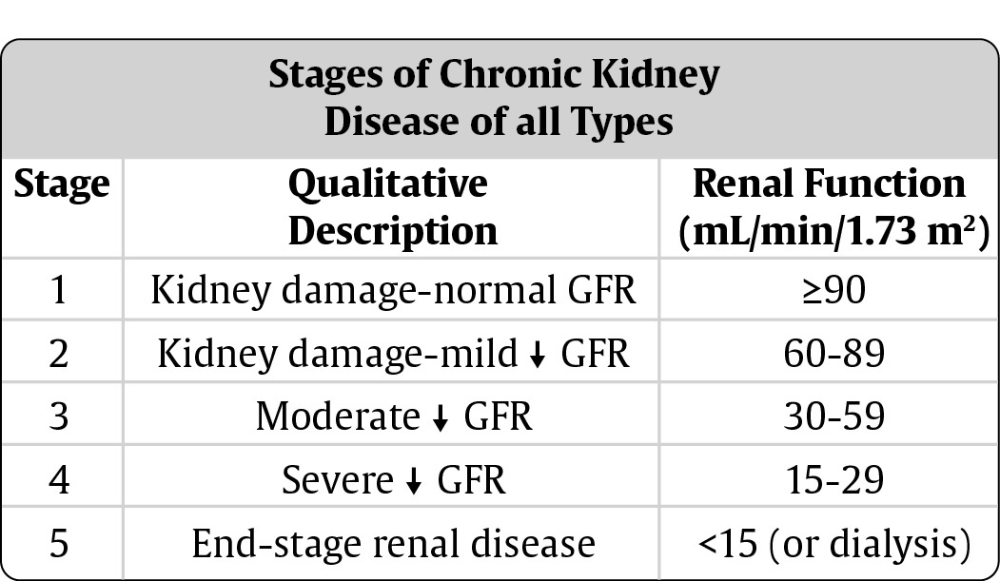 Stages of Chronic Kidney
Disease of all Types
Stage Qualitative Renal Function
Description (mL/min/1.73 m²)
1 Kidney damage-normal GFR ≥90
2 Kidney damage-mild ↓ GFR 60-89
3 Moderate ↓ GFR 30-59
4 Severe ↓ GFR 15-29
5 End-stage renal disease <15 (or dialysis)